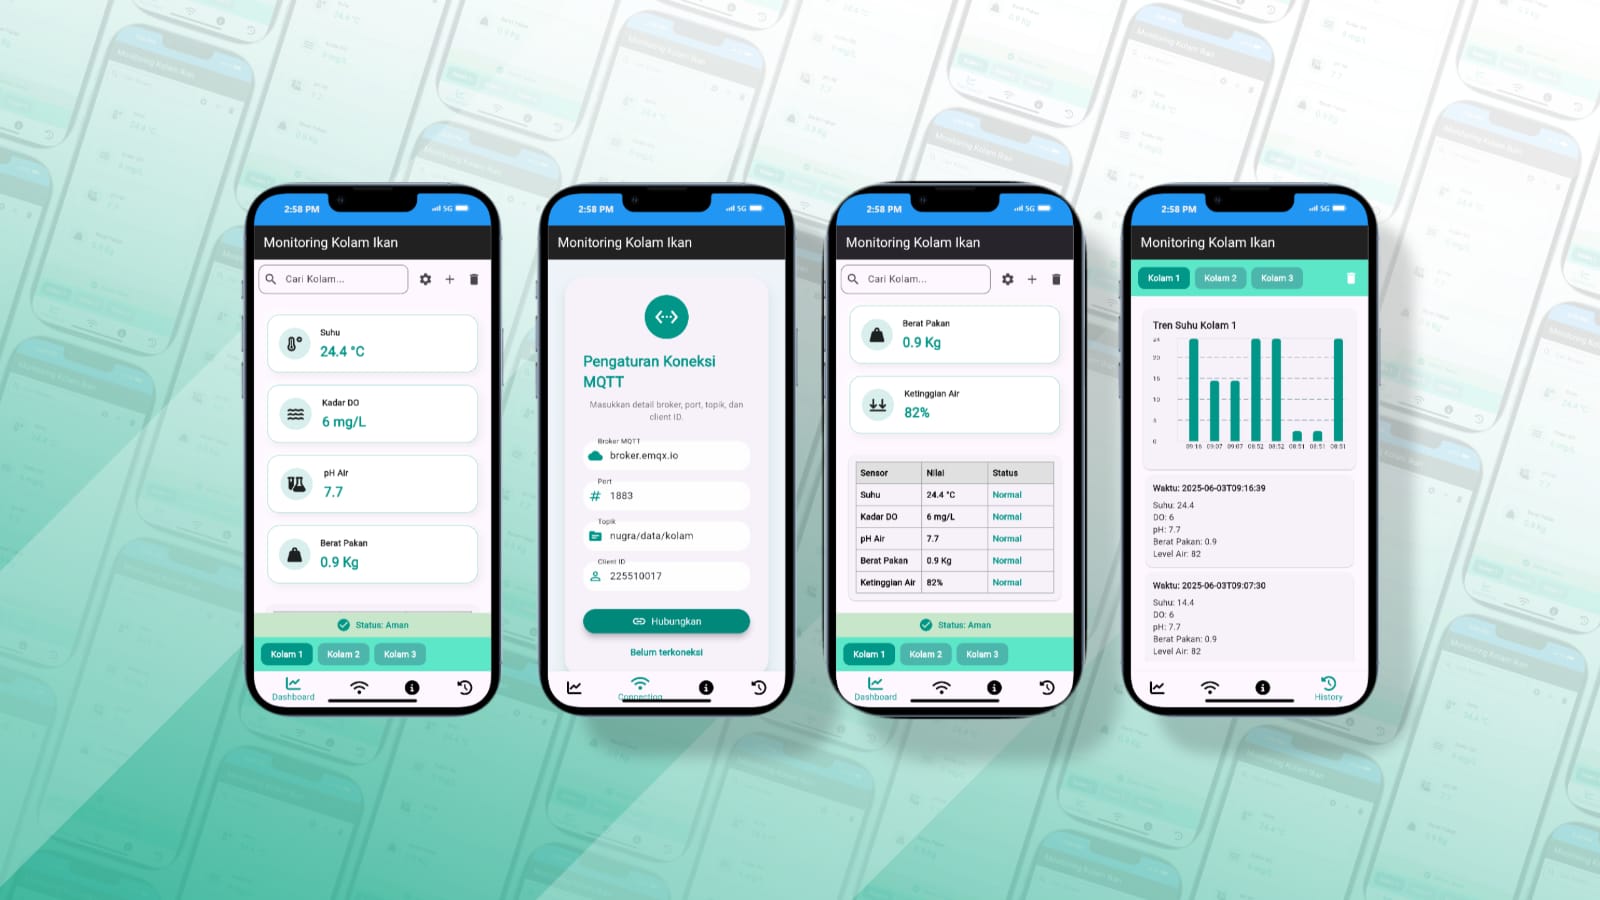 2:58 PM
5G
Monitoring Kolam Ikan
Cari Kolam...
Suhu
24.4 °C
Kadar DO
6 mg/L
pH Air
7.7
Berat Pakan
0.9 Kg
Status: Aman
Kolam 1 Kolam 2 Kolam 3
Dashboard
2:58 PM
5G
Monitoring Kolam Ikan
Pengaturan Koneksi
MQTT
Masukkan detail broker, port, topik, dan
client ID.
Broker MQTT
broker.emqx.io
Port
1883
Topik
nugra/data/kolam
Client ID
225510017
Hubungkan
Belum terkoneksi
Connection
2:58 PM
5G
Monitoring Kolam Ikan
Cari Kolam...
Berat Pakan
0.9 Kg
Ketinggian Air
82%
Sensor Nilai Status
Suhu 24.4 °C Normal
Kadar DO 6 mg/L Normal
pH Air 7.7 Normal
Berat Pakan 0.9 Kg Normal
Ketinggian Air 82% Normal
Status: Aman
Kolam 1 Kolam 2 Kolam 3
Dashboard
2:58 PM
5G
Monitoring Kolam Ikan
Kolam 1 Kolam 2 Kolam 3
Tren Suhu Kolam 1
24
20
15
10
5
0
09:16 09:07 09:07 08:52 08:52 08:51 08:51 08:51
Waktu: 2025-06-03T09:16:39
Suhu: 24.4
DO: 6
pH: 7.7
Berat Pakan: 0.9
Level Air: 82
Waktu: 2025-06-03T09:07:30
Suhu: 14.4
DO: 6
pH: 7.7
Berat Pakan: 0.9
Level Air: 82
History